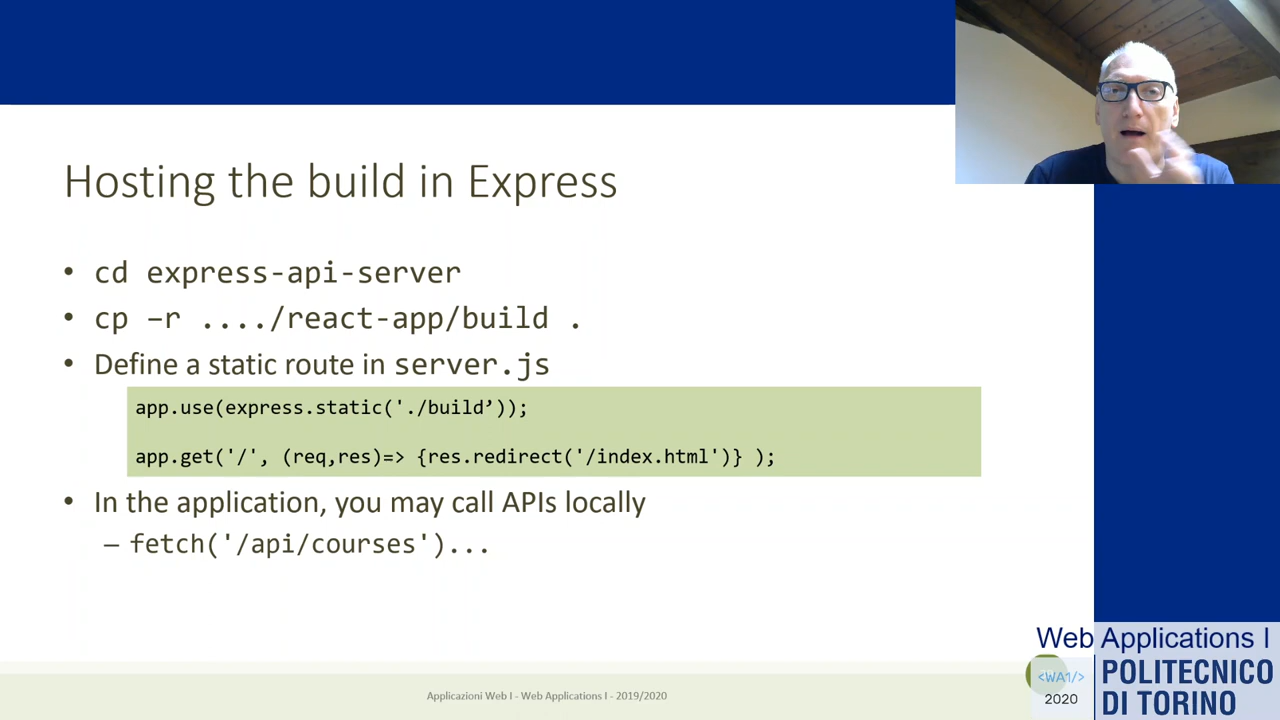 Hosting the build in Express
• cd express-api-server
• cp –r ..../react-app/build .
• Define a static route in server.js
app.use(express.static('./build’));
app.get('/', (req,res)=> {res.redirect('/index.html')} );
• In the application, you may call APIs locally
– fetch('/api/courses')...
Applicazioni Web I - Web Applications I - 2019/2020
Web Applications I
<WA1/>
2020
POLITECNICO
DI TORINO